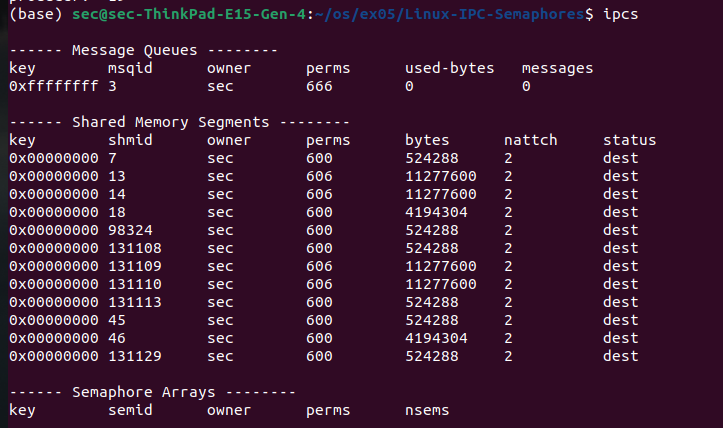 (base) sec@sec-ThinkPad-E15-Gen-4:~/os/ex05/Linux-IPC-Semaphores$ ipcs
------ Message Queues --------
key        msqid      owner      perms      used-bytes   messages
0xffffffff 3          sec        666        0            0
------ Shared Memory Segments --------
key        shmid      owner      perms      bytes      nattch     status
0x00000000 7          sec        600        524288     2          dest
0x00000000 13         sec        606        11277600   2          dest
0x00000000 14         sec        606        11277600   2          dest
0x00000000 18         sec        600        4194304    2          dest
0x00000000 98324      sec        600        524288     2          dest
0x00000000 131108     sec        600        524288     2          dest
0x00000000 131109     sec        606        11277600   2          dest
0x00000000 131110     sec        606        11277600   2          dest
0x00000000 131113     sec        600        524288     2          dest
0x00000000 45         sec        600        524288     2          dest
0x00000000 46         sec        600        4194304    2          dest
0x00000000 131129     sec        600        524288     2          dest
------ Semaphore Arrays --------
key        semid      owner      perms      nsems